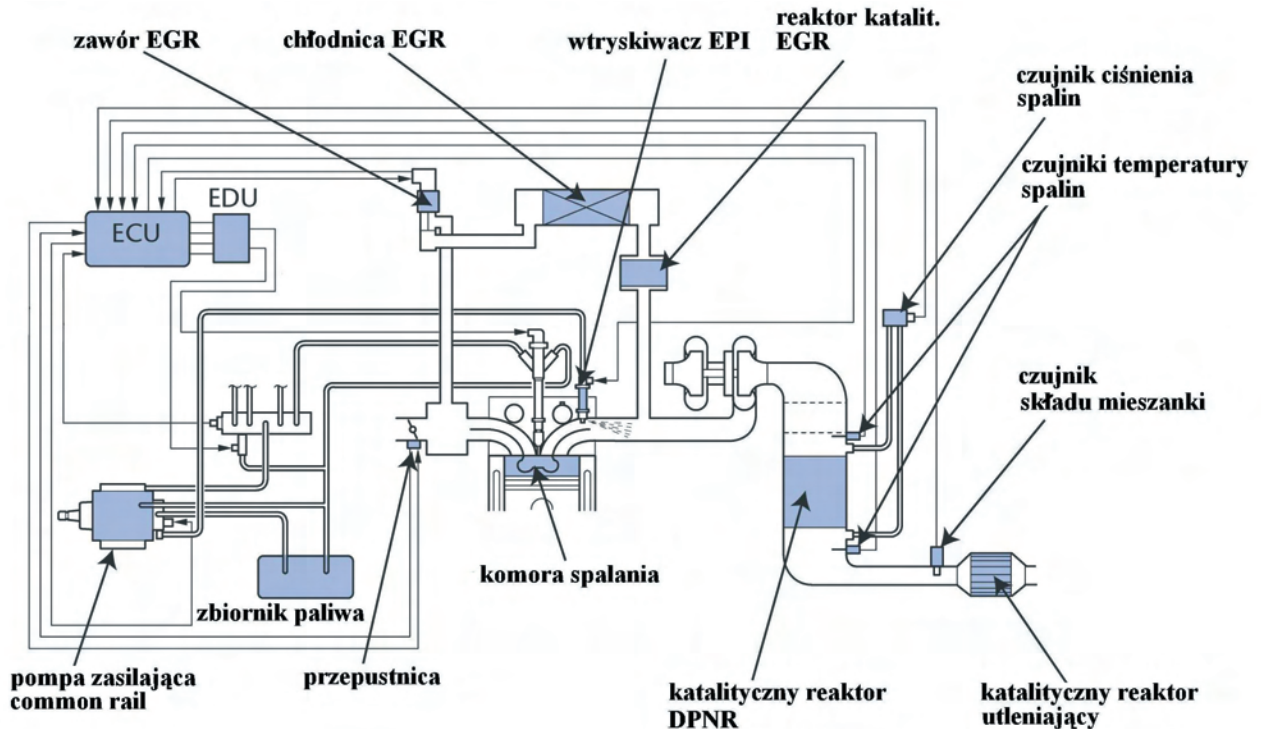 zawór EGR
chłodnica EGR
wtryskiwacz EPI
reaktor katalit.
EGR
czujnik ciśnienia
spalin
czujniki temperatury
spalin
EDU
ECU
czujnik
składu mieszanki
komora spalania
zbiornik paliwa
pompa zasilająca
common rail
przepustnica
katalityczny reaktor
DPNR
katalityczny reaktor
utleniający